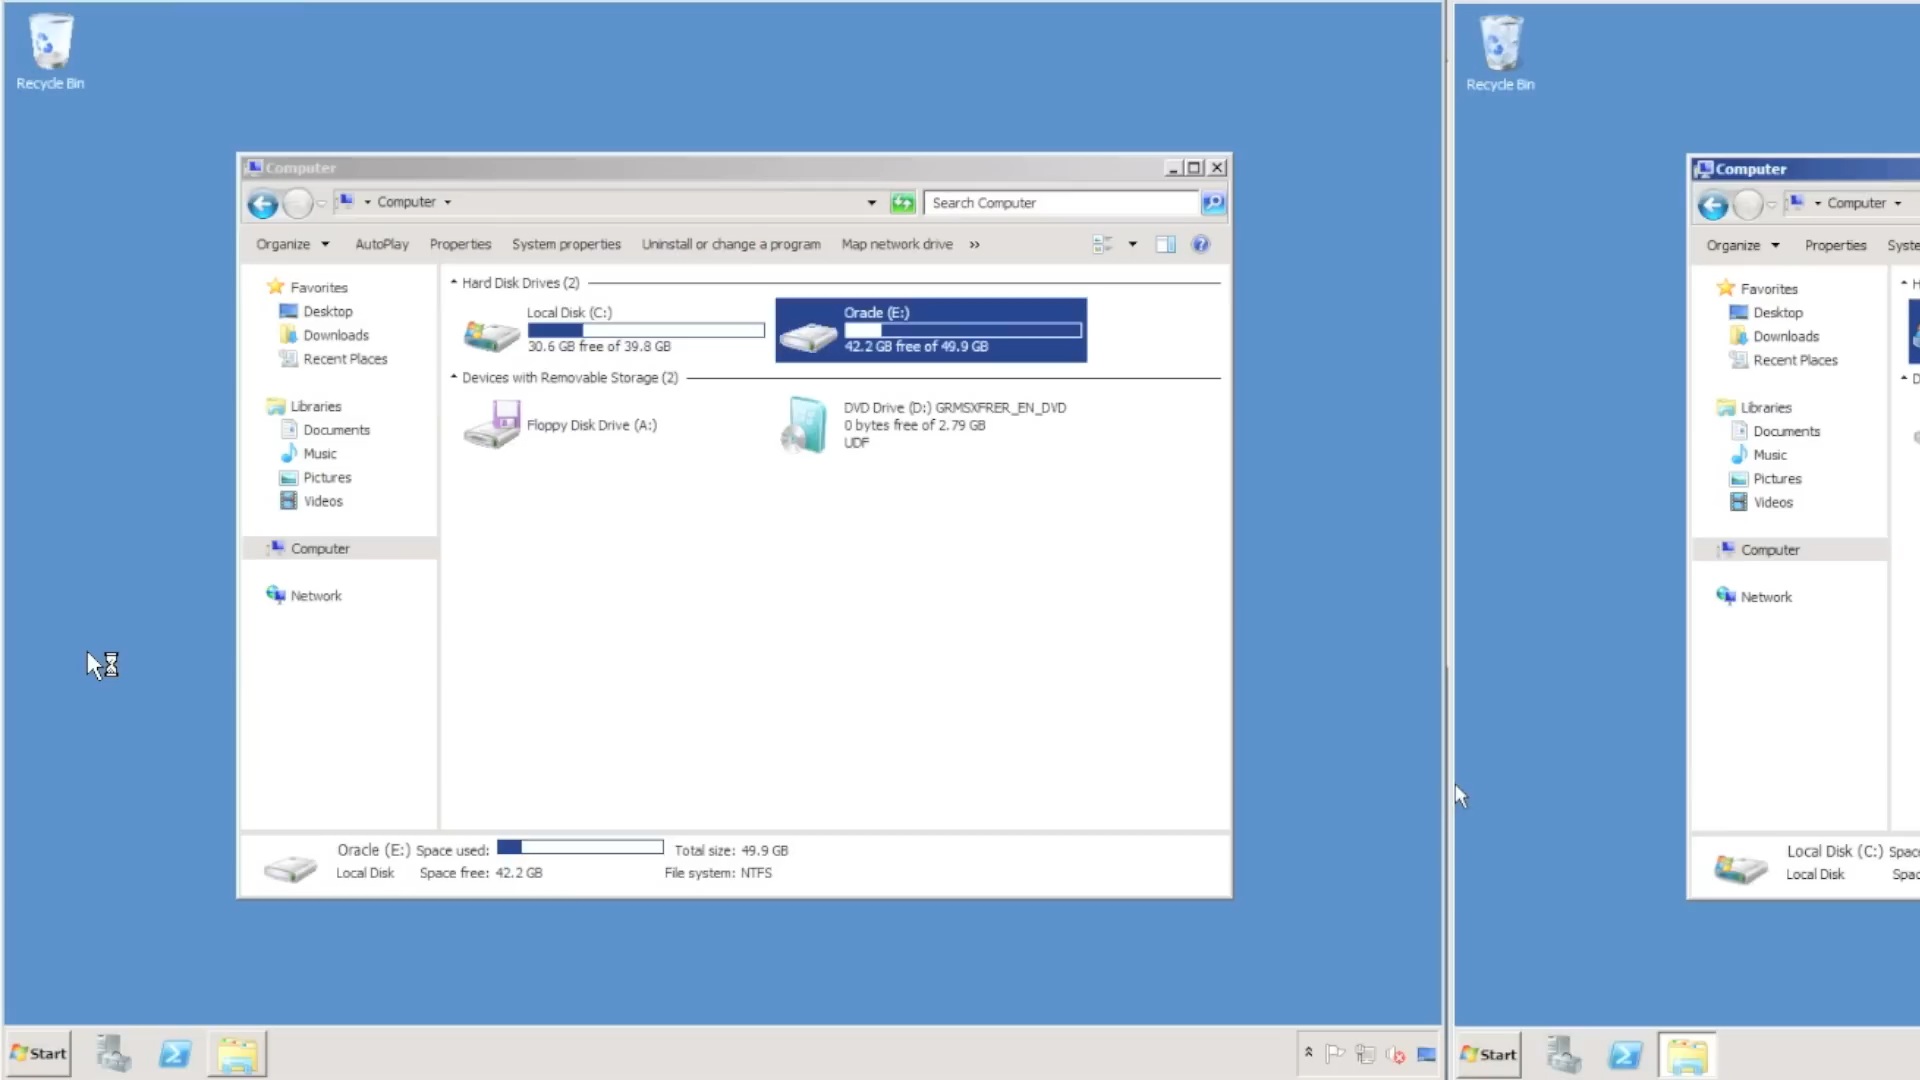 Recycle Bin
Computer
Computer
Search Computer
Organize AutoPlay Properties System properties Uninstall or change a program Map network drive »
Favorites
Desktop
Downloads
Recent Places
Libraries
Documents
Music
Pictures
Videos
Computer
Network
Hard Disk Drives (2)
Local Disk (C:)
30.6 GB free of 39.8 GB
Oracle (E:)
42.2 GB free of 49.9 GB
Devices with Removable Storage (2)
Floppy Disk Drive (A:)
DVD Drive (D:) GRMSXFRER_EN_DVD
0 bytes free of 2.79 GB
UDF
Oracle (E:) Space used: Total size: 49.9 GB
Local Disk Space free: 42.2 GB File system: NTFS
Start
Recycle Bin
Computer
Computer
Organize Properties Syste
Favorites
Desktop
Downloads
Recent Places
Libraries
Documents
Music
Pictures
Videos
Computer
Network
H
D
Local Disk (C:) Space
Local Disk Spac
Start